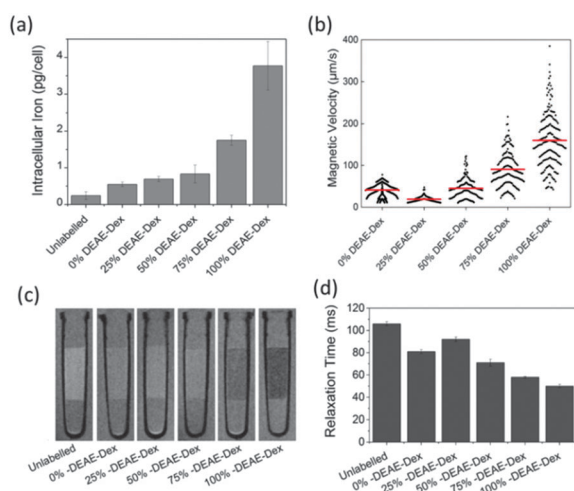 (a)
Intracellular Iron (pg/cell)
4
3
2
1
0
Unlabelled
0% DEAE-Dex
25% DEAE-Dex
50% DEAE-Dex
75% DEAE-Dex
100% DEAE-Dex
(b)
Magnetic Velocity (µm/s)
400
300
200
100
0
0% DEAE-Dex
25% DEAE-Dex
50% DEAE-Dex
75% DEAE-Dex
100% DEAE-Dex
(c)
Unlabelled
0% -DEAE-Dex
25% -DEAE-Dex
50% -DEAE-Dex
75% -DEAE-Dex
100% -DEAE-Dex
(d)
Relaxation Time (ms)
120
100
80
60
40
20
0
Unlabelled
0% -DEAE-Dex
25% -DEAE-Dex
50% -DEAE-Dex
75% -DEAE-Dex
100% -DEAE-Dex